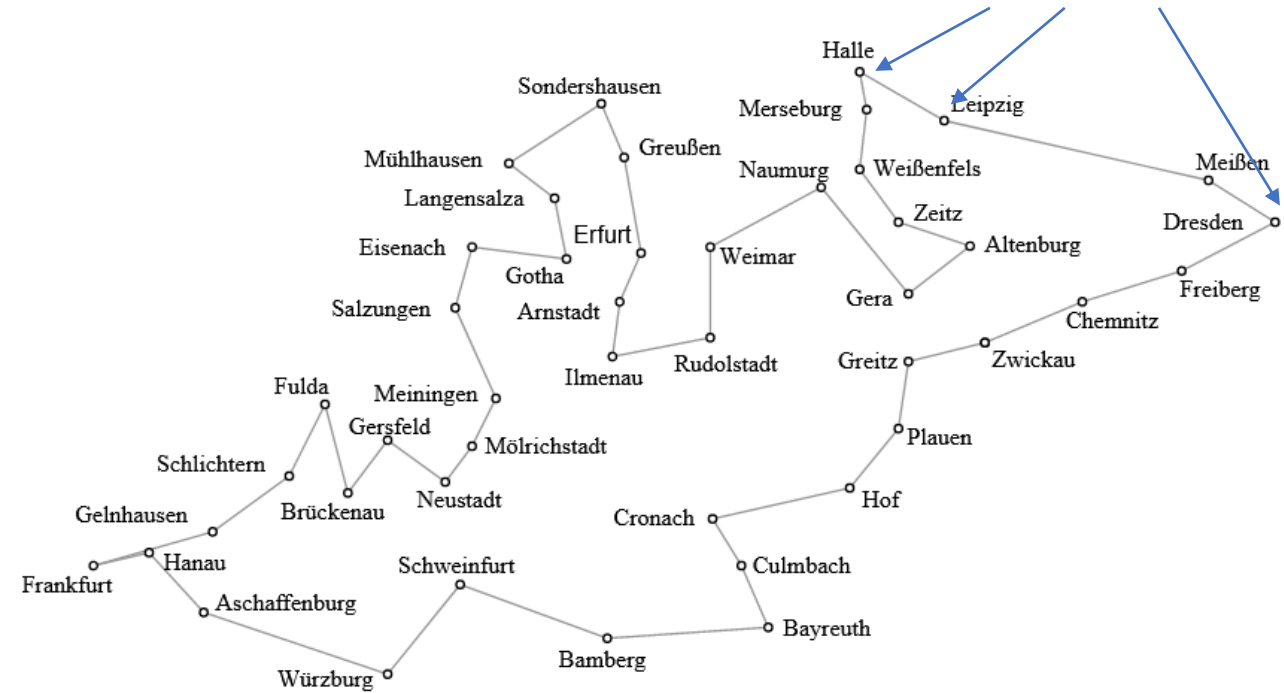 Halle
Sondershausen
Leipzig
Merseburg
Greußen
Mühlhausen
Meißen
Naumurg
Weißenfels
Langensalza
Zeitz
Dresden
Erfurt
Eisenach
Altenburg
Weimar
Gotha
Freiberg
Gera
Salzungen
Arnstadt
Chemnitz
Zwickau
Greitz
Rudolstadt
Ilmenau
Fulda
Meiningen
Gersfeld
Plauen
Mölrichstadt
Schlichtern
Neustadt
Hof
Brückenau
Gelnhausen
Cronach
Hanau
Schweinfurt
Culmbach
Frankfurt
Aschaffenburg
Bayreuth
Bamberg
Würzburg